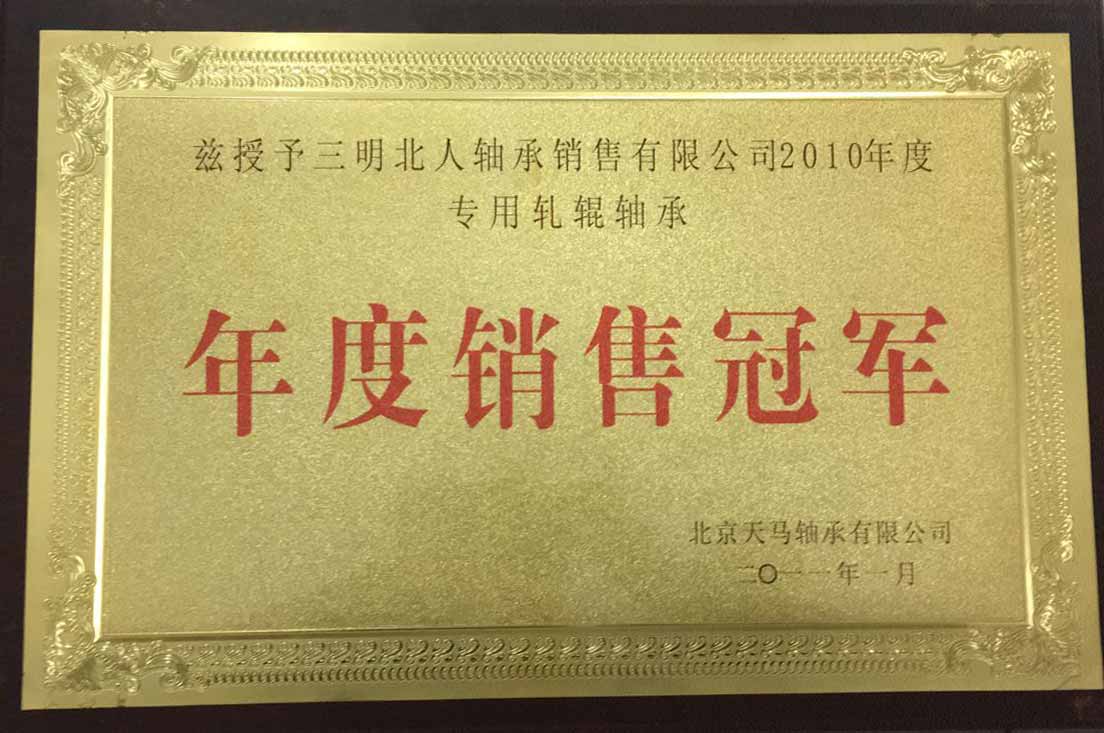 兹授予三明北人轴承销售有限公司2010年度
专用轧辊轴承
年度销售冠军
北京天马轴承有限公司
二〇一一年一月